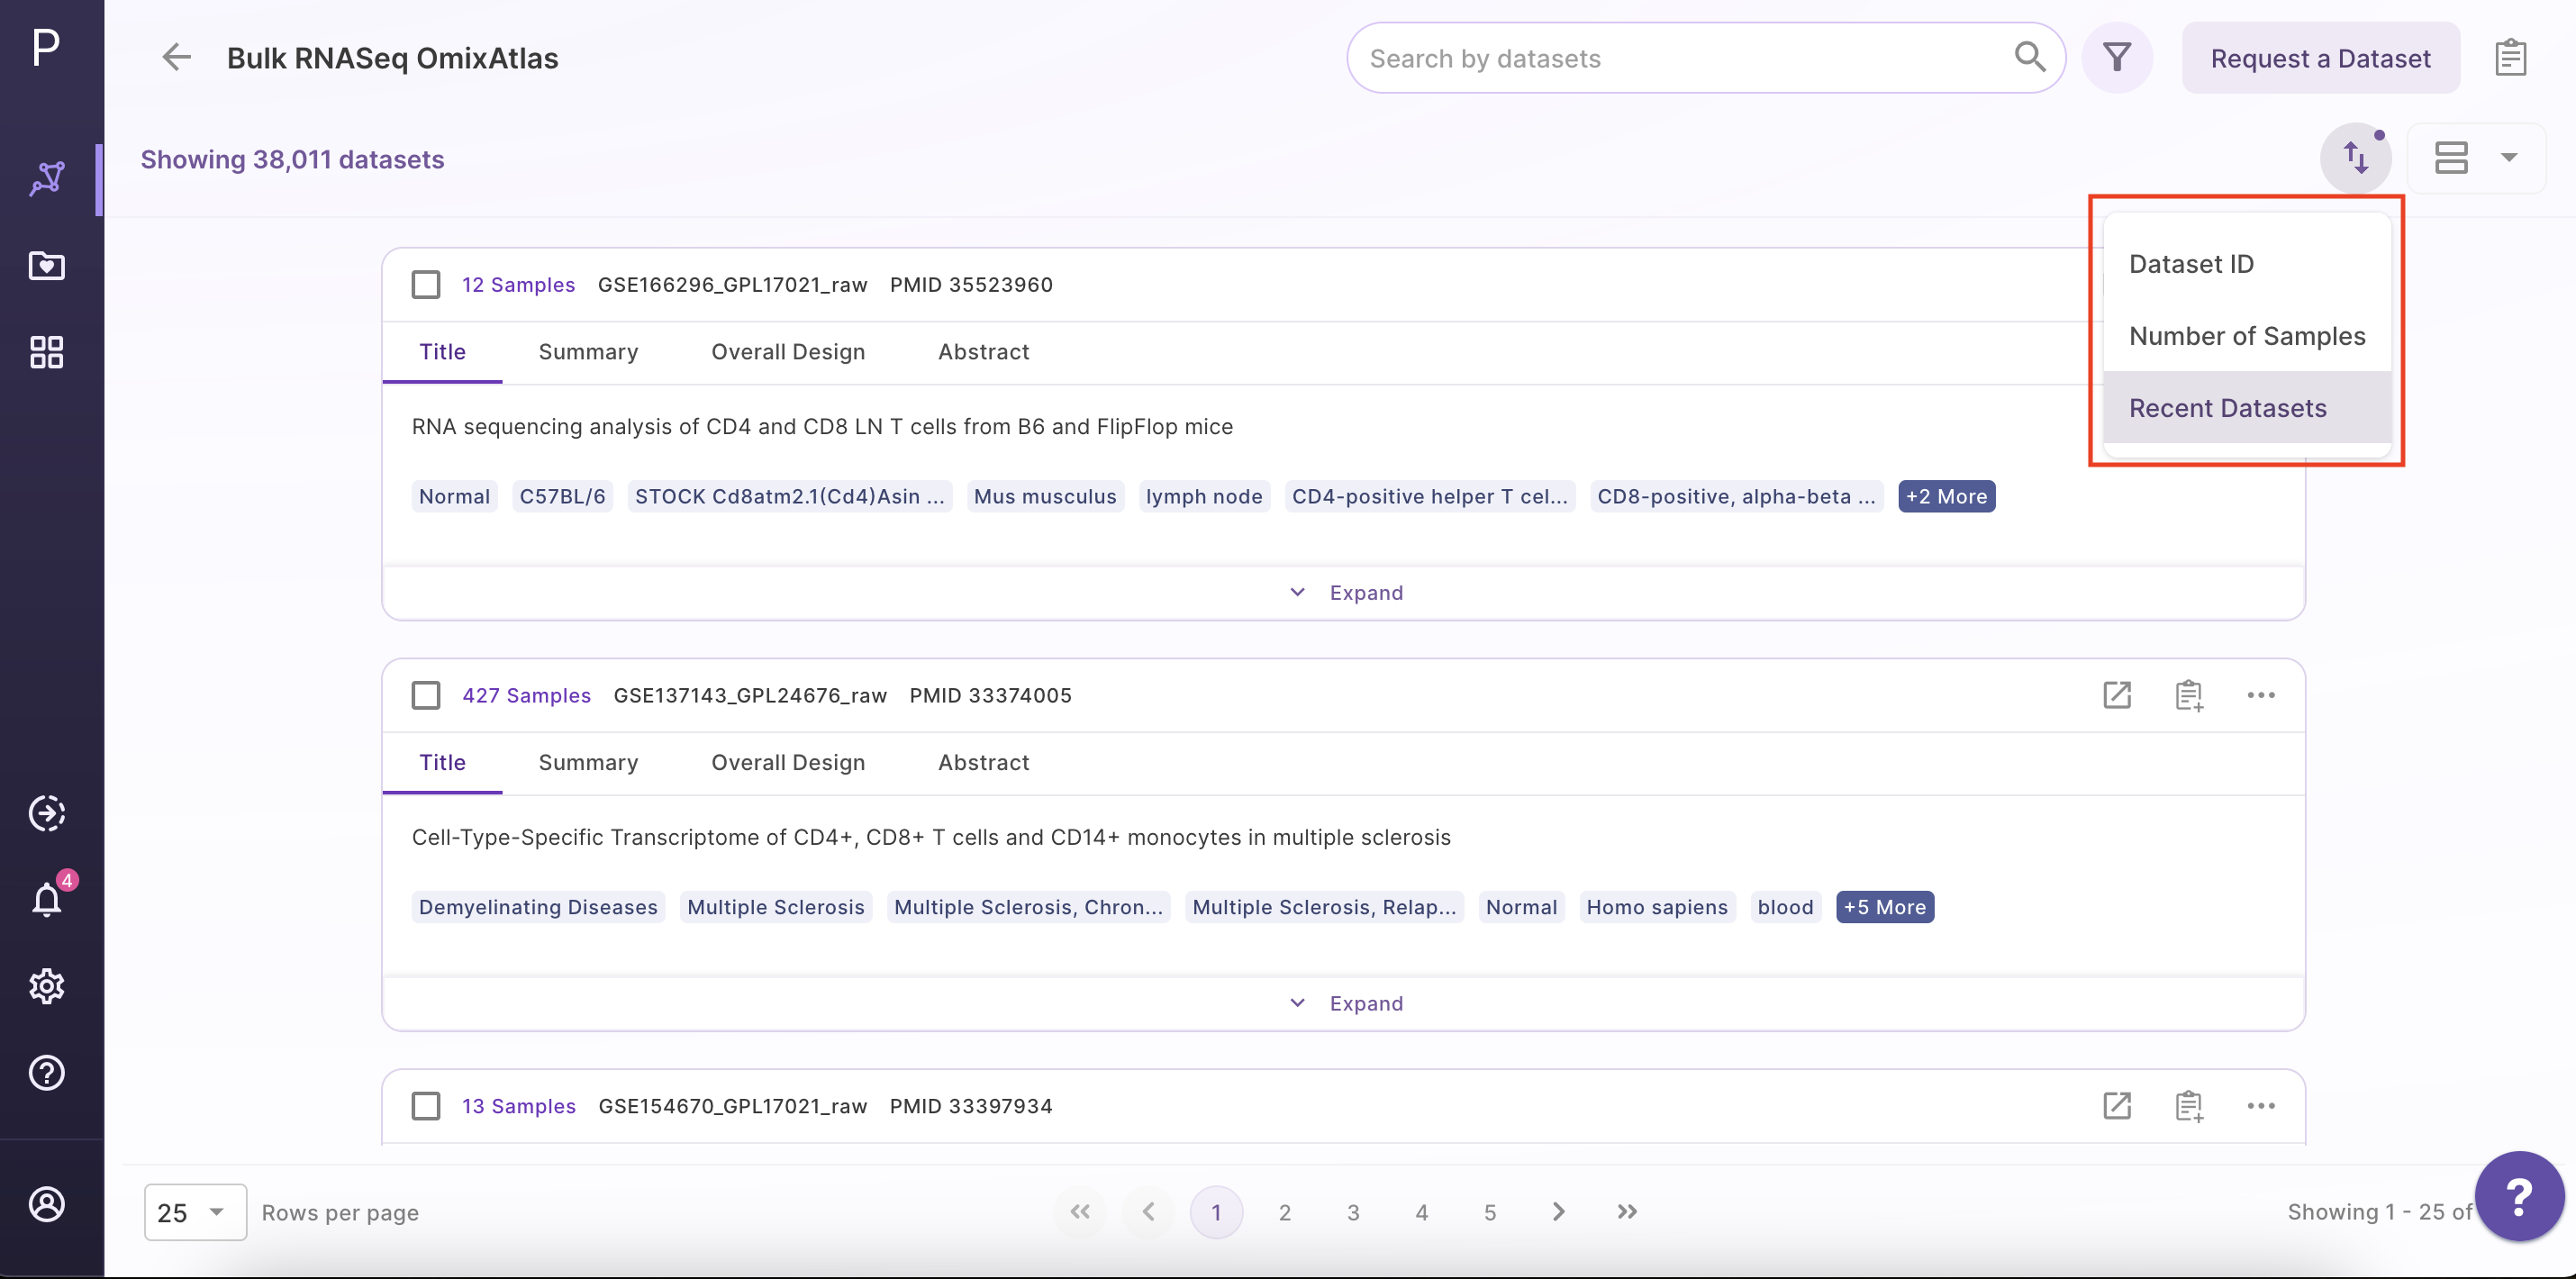 P
Bulk RNASeq OmixAtlas
Search by datasets
Request a Dataset
Showing 38,011 datasets
Dataset ID
Number of Samples
Recent Datasets
12 Samples GSE166296_GPL17021_raw PMID 35523960
Title Summary Overall Design Abstract
RNA sequencing analysis of CD4 and CD8 LN T cells from B6 and FlipFlop mice
Normal C57BL/6 STOCK Cd8atm2.1(Cd4)Asin ... Mus musculus lymph node CD4-positive helper T cel... CD8-positive, alpha-beta ... +2 More
Expand
427 Samples GSE137143_GPL24676_raw PMID 33374005
Title Summary Overall Design Abstract
Cell-Type-Specific Transcriptome of CD4+, CD8+ T cells and CD14+ monocytes in multiple sclerosis
4
Demyelinating Diseases Multiple Sclerosis Multiple Sclerosis, Chron... Multiple Sclerosis, Relap... Normal Homo sapiens blood +5 More
Expand
13 Samples GSE154670_GPL17021_raw PMID 33397934
25 Rows per page
1 2 3 4 5
Showing 1 - 25 of
?